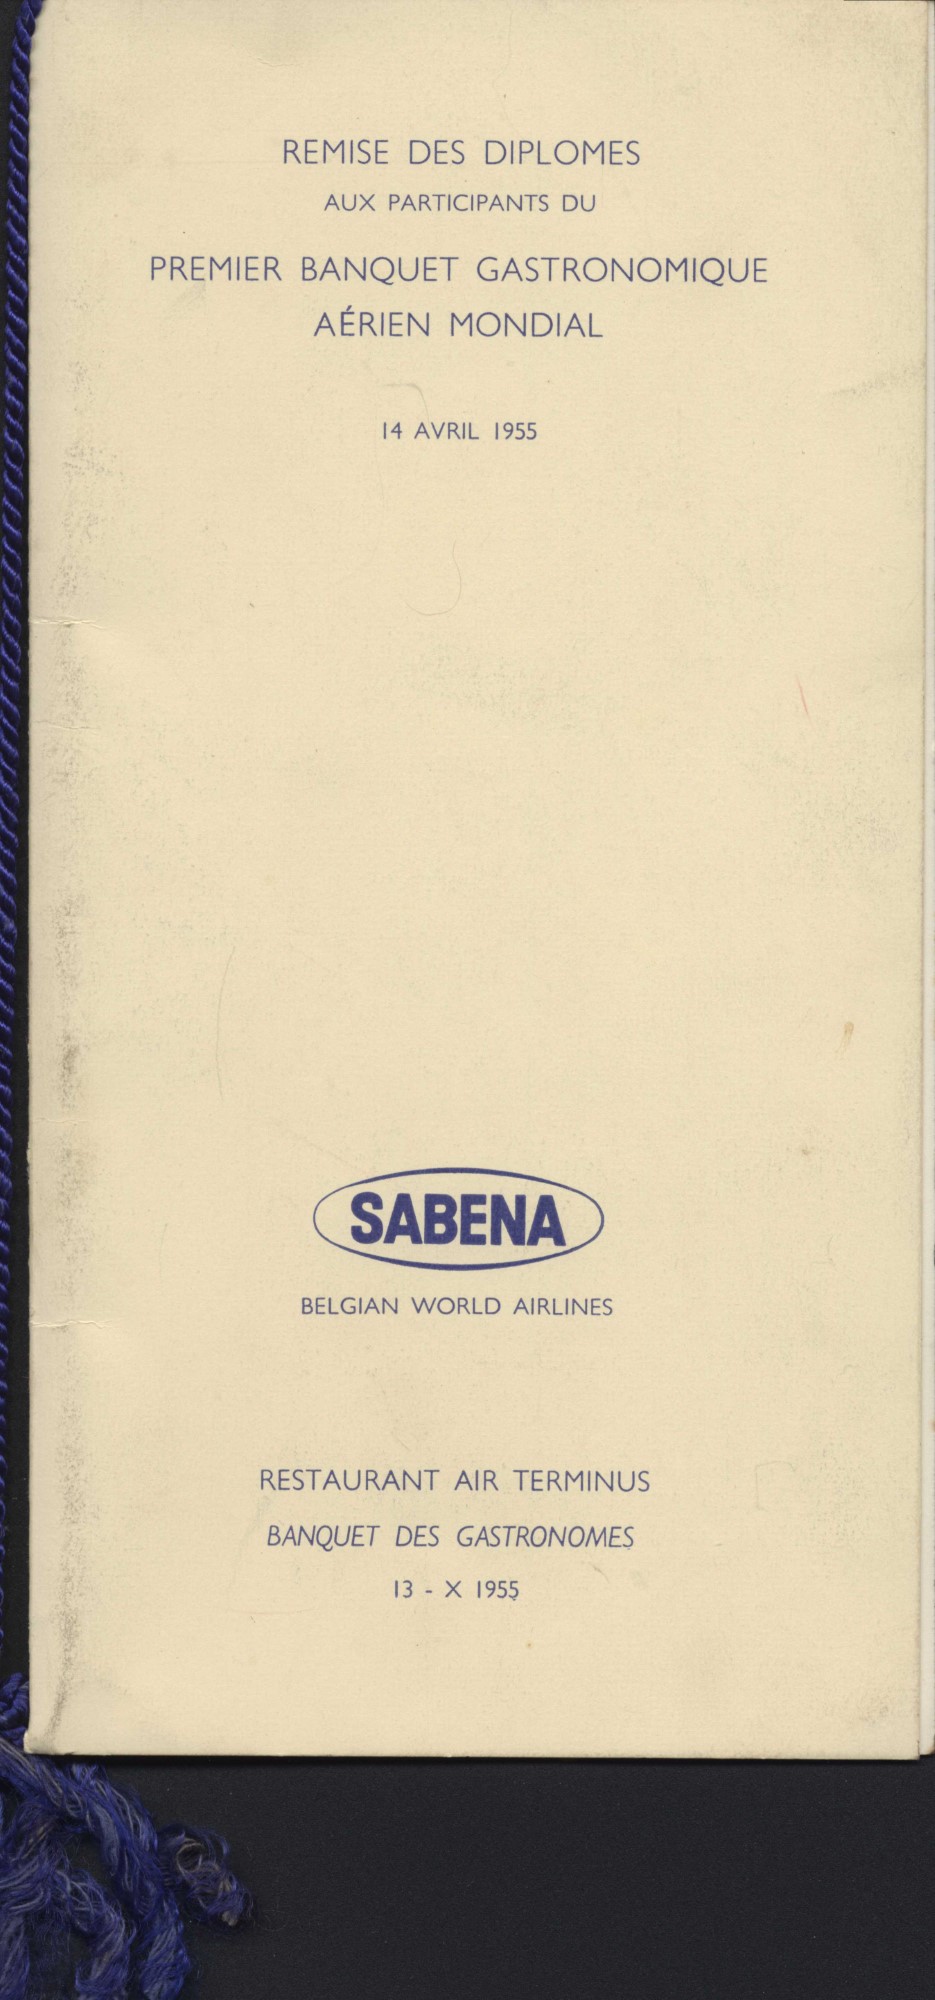 REMISE DES DIPLOMES
AUX PARTICIPANTS DU
PREMIER BANQUET GASTRONOMIQUE
AÉRIEN MONDIAL
14 AVRIL 1955
SABENA
BELGIAN WORLD AIRLINES
RESTAURANT AIR TERMINUS
BANQUET DES GASTRONOMES
13 - X 1955